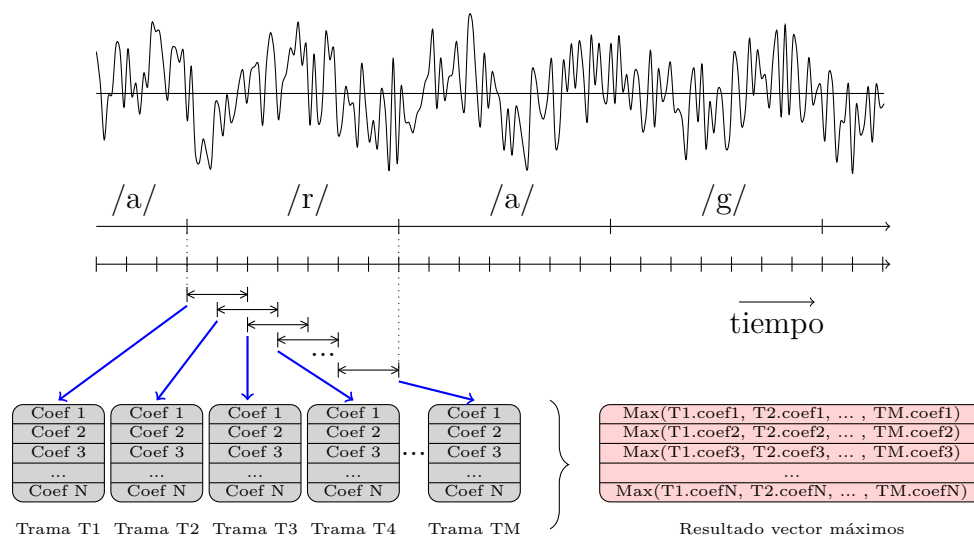 /a/ /r/ /a/ /g/
tiempo
...
Coef 1 Coef 1 Coef 1 Coef 1 Coef 1 Max(T1.coef1, T2.coef1, ... , TM.coef1)
Coef 2 Coef 2 Coef 2 Coef 2 Coef 2 Max(T1.coef2, T2.coef2, ... , TM.coef2)
Coef 3 Coef 3 Coef 3 Coef 3 ... Coef 3 Max(T1.coef3, T2.coef3, ... , TM.coef3)
... ... ... ... ... ...
Coef N Coef N Coef N Coef N Coef N Max(T1.coefN, T2.coefN, ... , TM.coefN)
Trama T1 Trama T2 Trama T3 Trama T4 Trama TM Resultado vector máximos